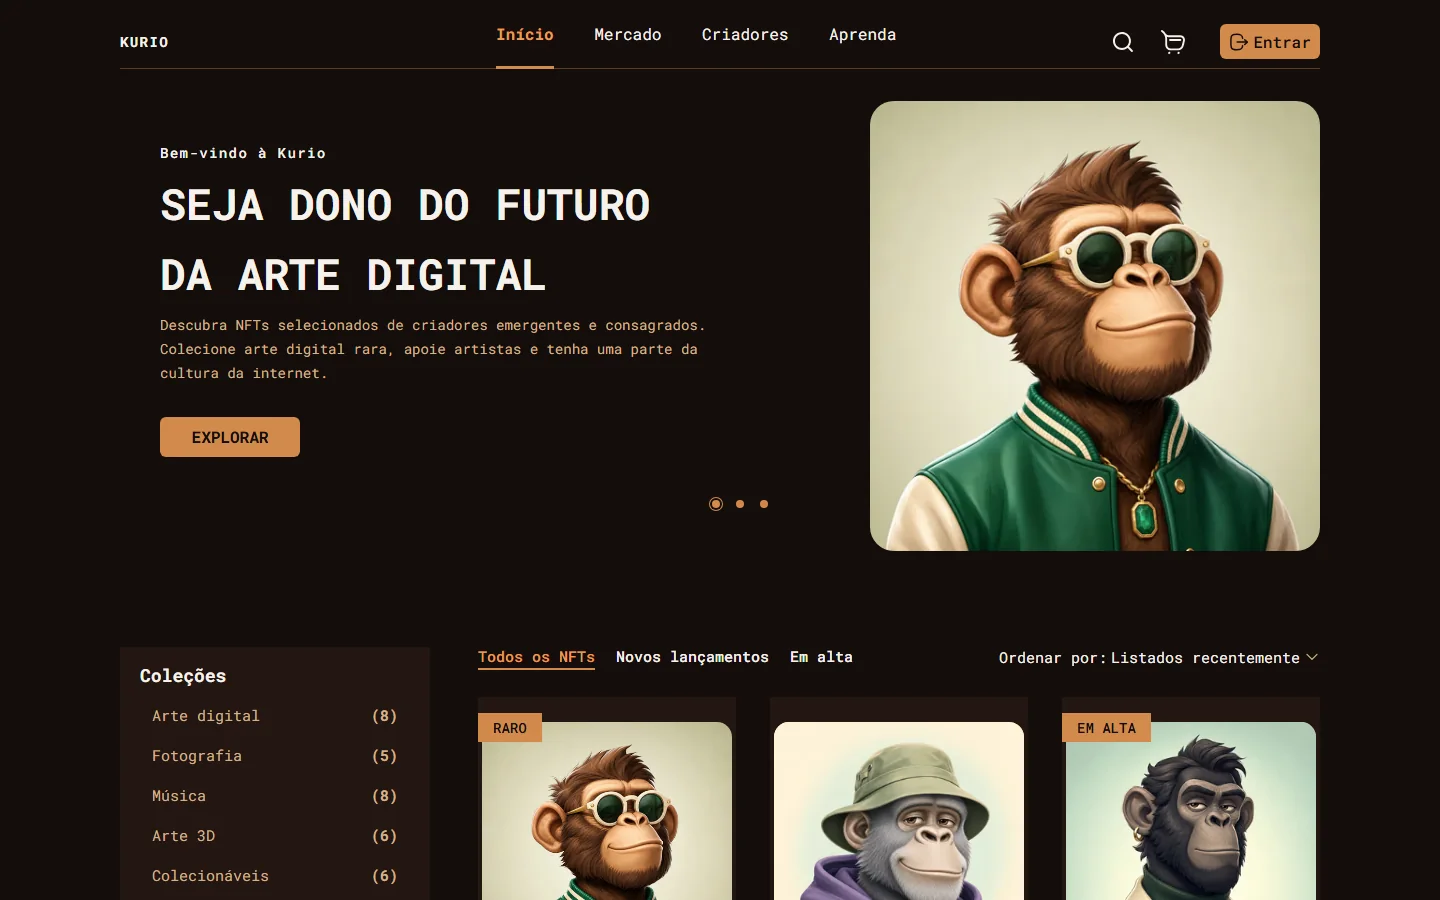 KURIO
Início
Mercado
Criadores
Aprenda
Entrar
Bem-vindo à Kurio
SEJA DONO DO FUTURO
DA ARTE DIGITAL
Descubra NFTs selecionados de criadores emergentes e consagrados.
Colecione arte digital rara, apoie artistas e tenha uma parte da
cultura da internet.
EXPLORAR
Coleções
Arte digital (8)
Fotografia (5)
Música (8)
Arte 3D (6)
Colecionáveis (6)
Todos os NFTs
Novos lançamentos
Em alta
Ordenar por: Listados recentemente
RARO
EM ALTA